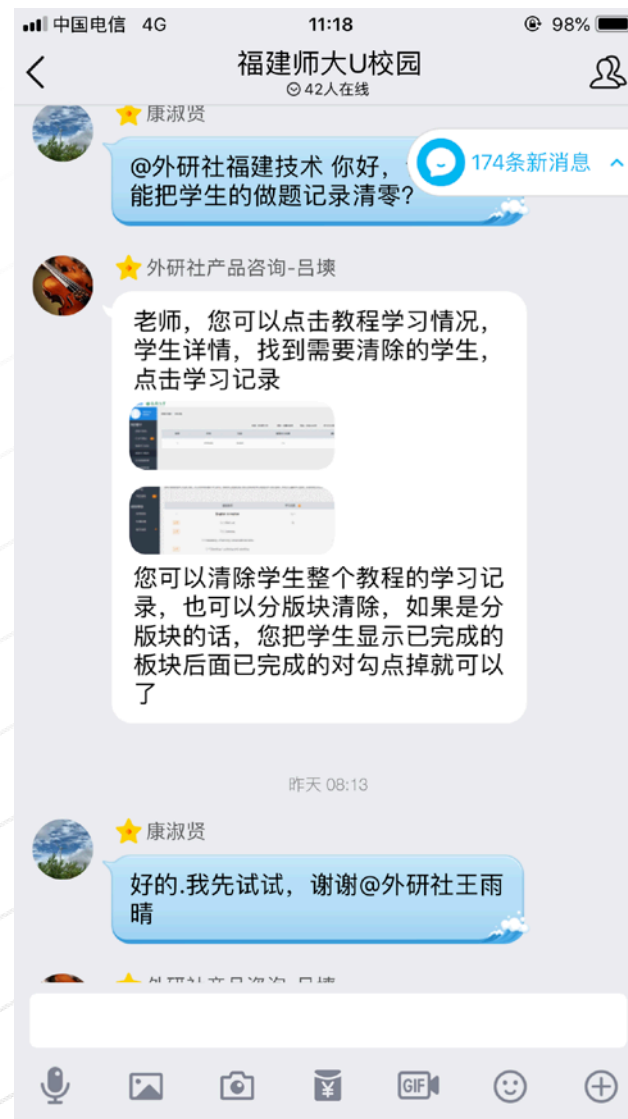 中国电信 4G
11:18
98%
福建师大U校园
42人在线
康淑贤
@外研社福建技术 你好，
能把学生的做题记录清零？
174条新消息
外研社产品咨询-吕塽
老师，您可以点击教程学习情况，
学生详情，找到需要清除的学生，
点击学习记录
您可以清除学生整个教程的学习记
录，也可以分版块清除，如果是分
版块的话，您把学生显示已完成的
板块后面已完成的对勾点掉就可以
了
昨天 08:13
康淑贤
好的.我先试试，谢谢@外研社王雨
晴
GIF